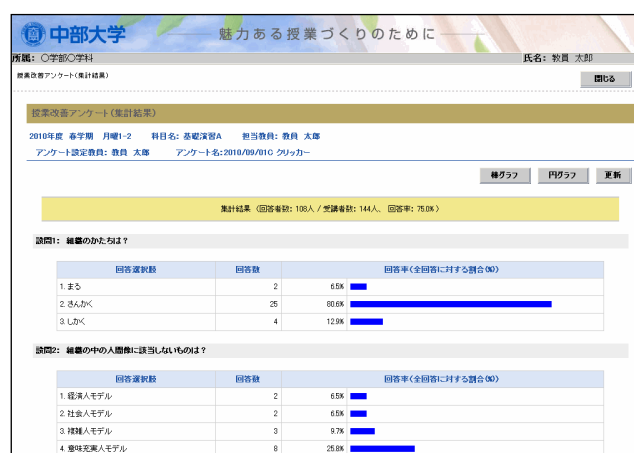 中部大学
魅力ある授業づくりのために
所属: 〇学部〇学科 氏名: 教員 太郎
授業改善アンケート(集計結果) 閉じる
授業改善アンケート(集計結果)
2010年度 春学期 月曜1-2 科目名: 基礎演習A 担当教員: 教員 太郎
アンケート設定教員: 教員 太郎 アンケート名:2010/09/01C クリッカー
棒グラフ 円グラフ 更新
集計結果 (回答者数: 108人 / 受講者数: 144人、 回答率: 75.0%)
設問1: 組織のかたちは?
回答選択肢 回答数 回答率(全回答に対する割合(%))
1. まる 2 6.5%
2. さんかく 25 80.6%
3. しかく 4 12.9%
設問2: 組織の中の人間像に該当しないものは?
回答選択肢 回答数 回答率(全回答に対する割合(%))
1. 経済人モデル 2 6.5%
2. 社会人モデル 2 6.5%
3. 複雑人モデル 3 9.7%
4. 意味充実人モデル 8 25.8%